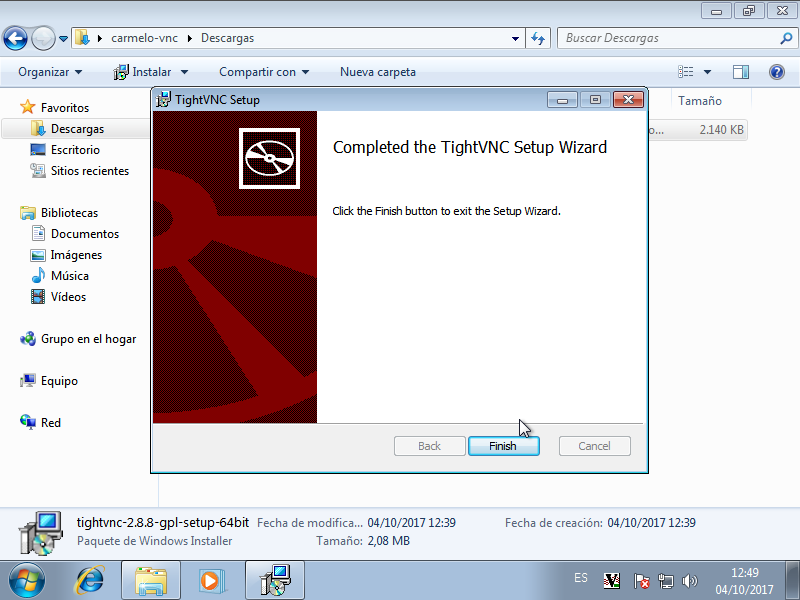 carmelo-vnc Descargas
Buscar Descargas
Organizar Instalar Compartir con Nueva carpeta
Favoritos
Descargas
Escritorio
Sitios recientes
Bibliotecas
Documentos
Imágenes
Música
Vídeos
Grupo en el hogar
Equipo
Red
Tamaño
o... 2.140 KB
TightVNC Setup
Completed the TightVNC Setup Wizard
Click the Finish button to exit the Setup Wizard.
Back Finish Cancel
tightvnc-2.8.8-gpl-setup-64bit Fecha de modifica... 04/10/2017 12:39 Fecha de creación: 04/10/2017 12:39
Paquete de Windows Installer Tamaño: 2,08 MB
ES
12:49
04/10/2017